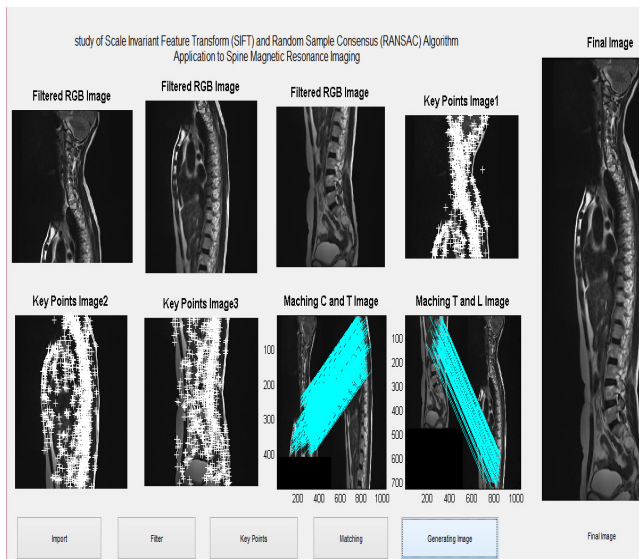 study of Scale Invariant Feature Transform (SIFT) and Random Sample Consensus (RANSAC) Algorithm
Application to Spine Magnetic Resonance Imaging
Final Image
Filtered RGB Image
Filtered RGB Image
Filtered RGB Image
Key Points Image1
Key Points Image2
Key Points Image3
Maching C and T Image
100
200
300
400
200 400 600 800 1000
Maching T and L Image
100
200
300
400
500
600
700
200 400 600 800 1000
Import
Filter
Key Points
Matching
Generating Image
Final Image